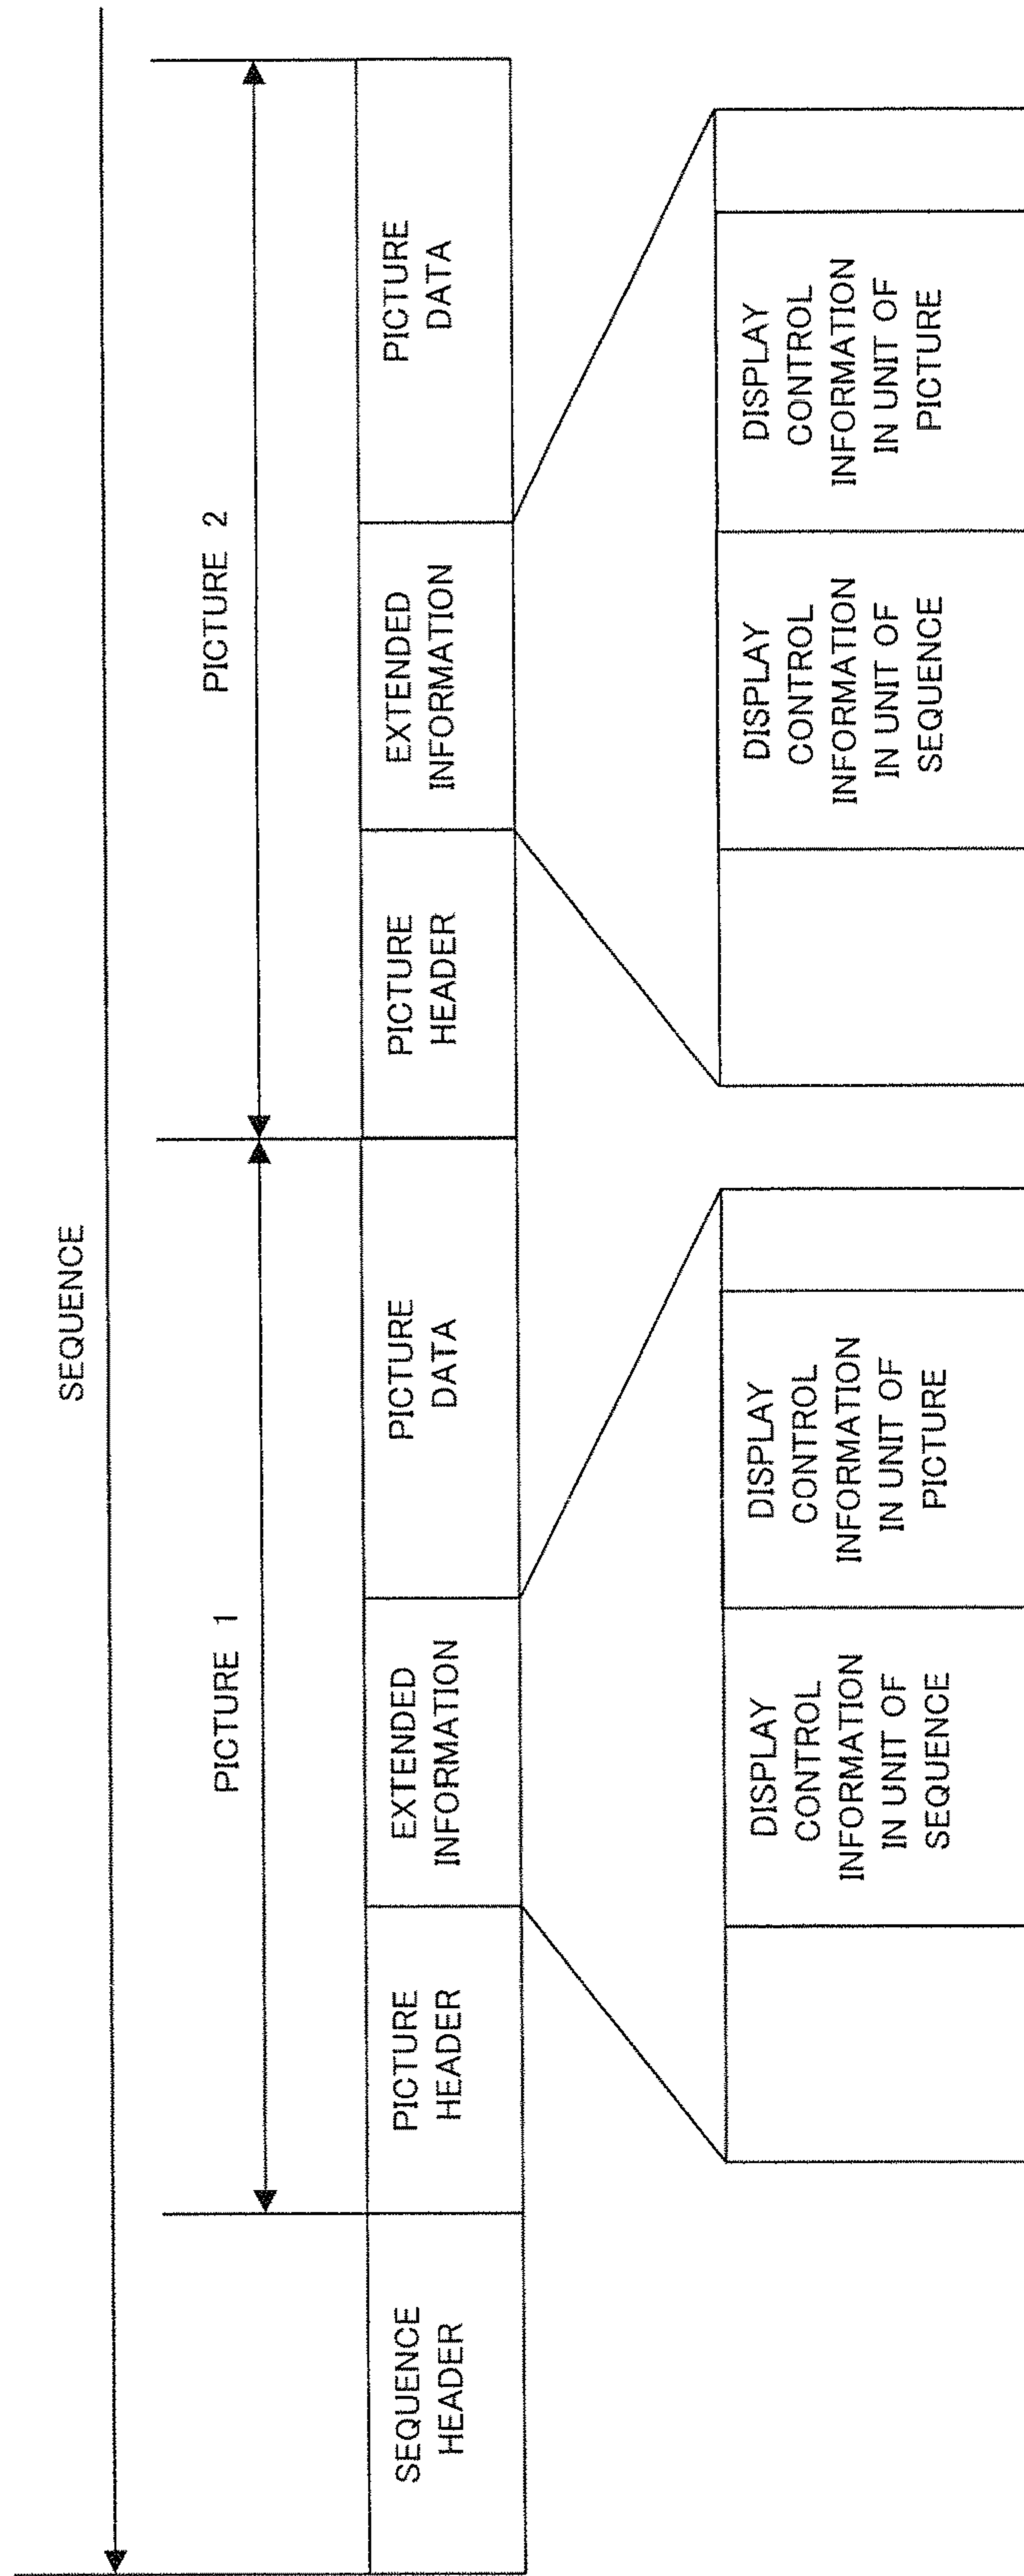 SEQUENCE
PICTURE 1
PICTURE 2
SEQUENCE
HEADER
PICTURE
HEADER
EXTENDED
INFORMATION
PICTURE
DATA
PICTURE
HEADER
EXTENDED
INFORMATION
PICTURE
DATA
DISPLAY
CONTROL
INFORMATION
IN UNIT OF
SEQUENCE
DISPLAY
CONTROL
INFORMATION
IN UNIT OF
PICTURE
DISPLAY
CONTROL
INFORMATION
IN UNIT OF
SEQUENCE
DISPLAY
CONTROL
INFORMATION
IN UNIT OF
PICTURE